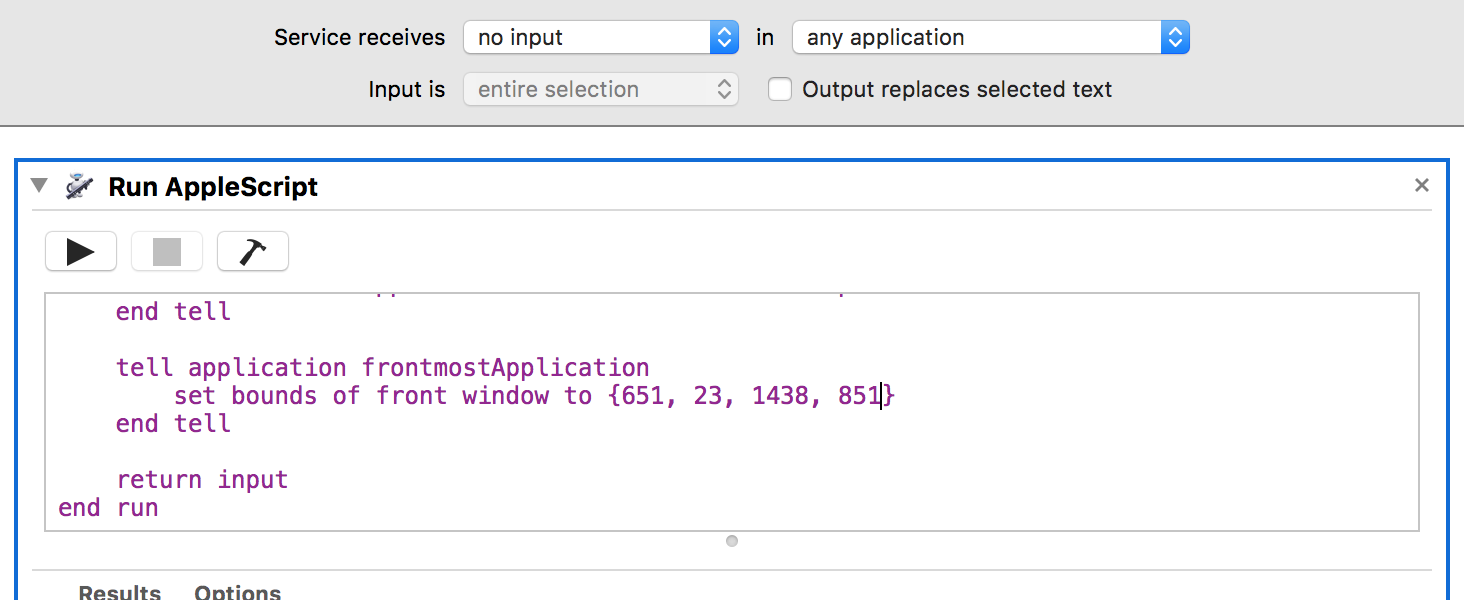 Service receives no input in any application
Input is entire selection Output replaces selected text
Run AppleScript
end tell
tell application frontmostApplication
set bounds of front window to {651, 23, 1438, 851}
end tell
return input
end run
Results Options